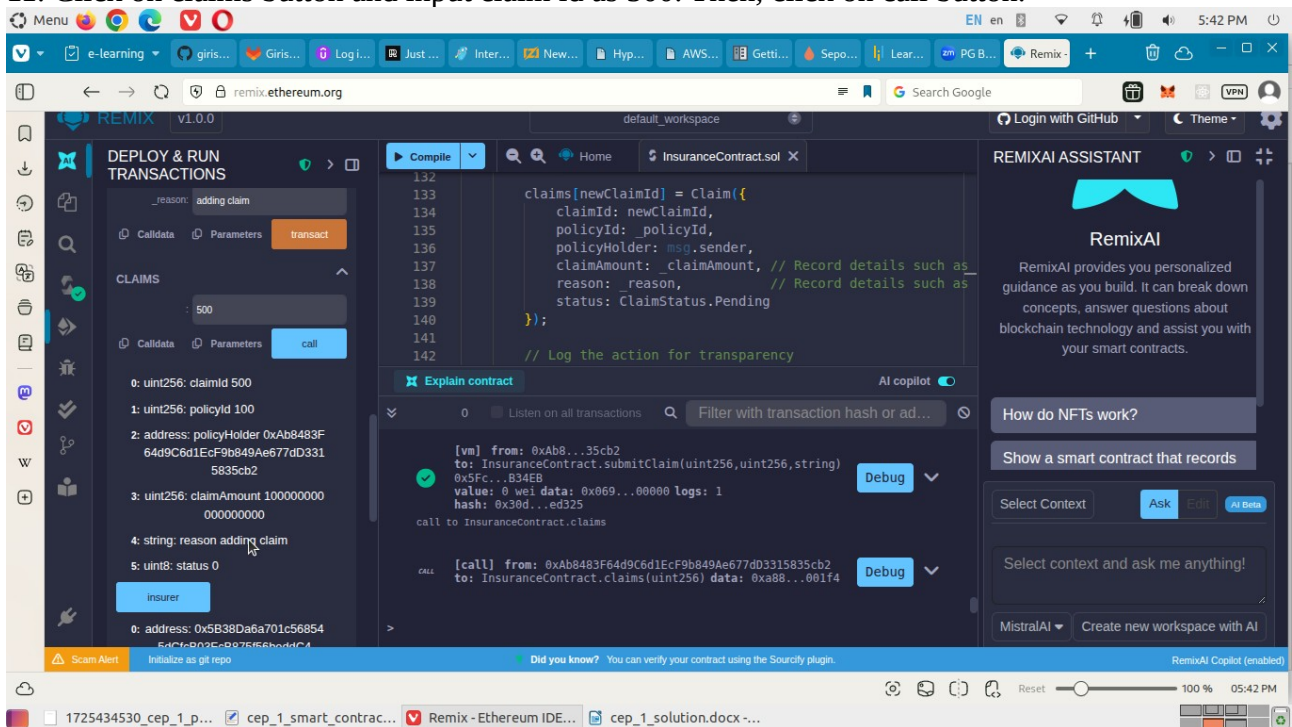 Menu
EN en 5:42 PM
e-learning giris... Giris... Log i... Just ... Inter... New... Hyp... AWS... Getti... Sepo... Lear... PG B... Remix - +
remix.ethereum.org Search Google VPN
REMIX v1.0.0 default_workspace Login with GitHub Theme
DEPLOY & RUN
TRANSACTIONS
Compile Home InsuranceContract.sol
REMIXAI ASSISTANT
_reason: adding claim
Calldata Parameters transact
CLAIMS
: 500
Calldata Parameters call
0: uint256: claimId 500
1: uint256: policyId 100
2: address: policyHolder 0xAb8483F
64d9C6d1EcF9b849Ae677dD331
5835cb2
3: uint256: claimAmount 100000000
000000000
4: string: reason adding claim
5: uint8: status 0
insurer
0: address: 0x5B38Da6a701c56854
132
133 claims[newClaimId] = Claim({
134 claimId: newClaimId,
135 policyId: _policyId,
136 policyHolder: msg.sender,
137 claimAmount: _claimAmount, // Record details such as
138 reason: _reason, // Record details such as
139 status: ClaimStatus.Pending
140 });
141
142 // Log the action for transparency
Explain contract AI copilot
0 Listen on all transactions Filter with transaction hash or ad...
[vm] from: 0xAb8...35cb2
to: InsuranceContract.submitClaim(uint256,uint256,string)
0x5Fc...B34EB
value: 0 wei data: 0x069...00000 logs: 1
hash: 0x30d...ed325
Debug
call to InsuranceContract.claims
CALL [call] from: 0xAb8483F64d9C6d1EcF9b849Ae677dD3315835cb2
to: InsuranceContract.claims(uint256) data: 0xa88...001f4
Debug
>
RemixAI
RemixAI provides you personalized
guidance as you build. It can break down
concepts, answer questions about
blockchain technology and assist you with
your smart contracts.
How do NFTs work?
Show a smart contract that records
Select Context Ask Edit AI Beta
Select context and ask me anything!
MistralAI Create new workspace with AI
Scam Alert Initialize as git repo Did you know? You can verify your contract using the Sourcify plugin. RemixAI Copilot (enabled)
Reset 100 % 05:42 PM
1725434530_cep_1_p... cep_1_smart_contrac... Remix - Ethereum IDE... cep_1_solution.docx -...